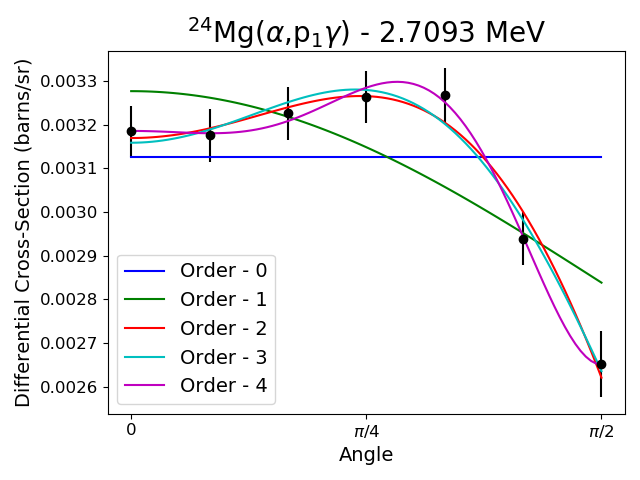 ²⁴Mg(α,p₁γ) - 2.7093 MeV
Differential Cross-Section (barns/sr)
0.0033
0.0032
0.0031
0.0030
0.0029
0.0028
0.0027
0.0026
Order - 0
Order - 1
Order - 2
Order - 3
Order - 4
0
π/4
π/2
Angle